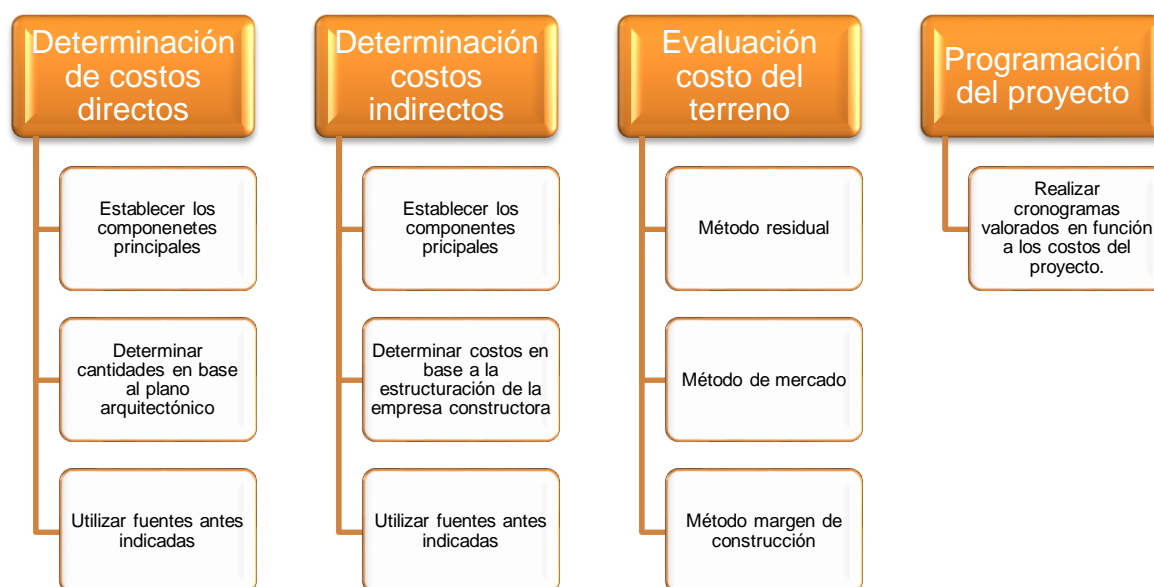 Determinación
de costos
directos
Establecer los
componenetes
principales
Determinar
cantidades en base
al plano
arquitectónico
Utilizar fuentes antes
indicadas
Determinación
costos
indirectos
Establecer los
componentes
pricipales
Determinar costos en
base a la
estructuración de la
empresa constructora
Utilizar fuentes antes
indicadas
Evaluación
costo del
terreno
Método residual
Método de mercado
Método margen de
construcción
Programación
del proyecto
Realizar
cronogramas
valorados en función
a los costos del
proyecto.